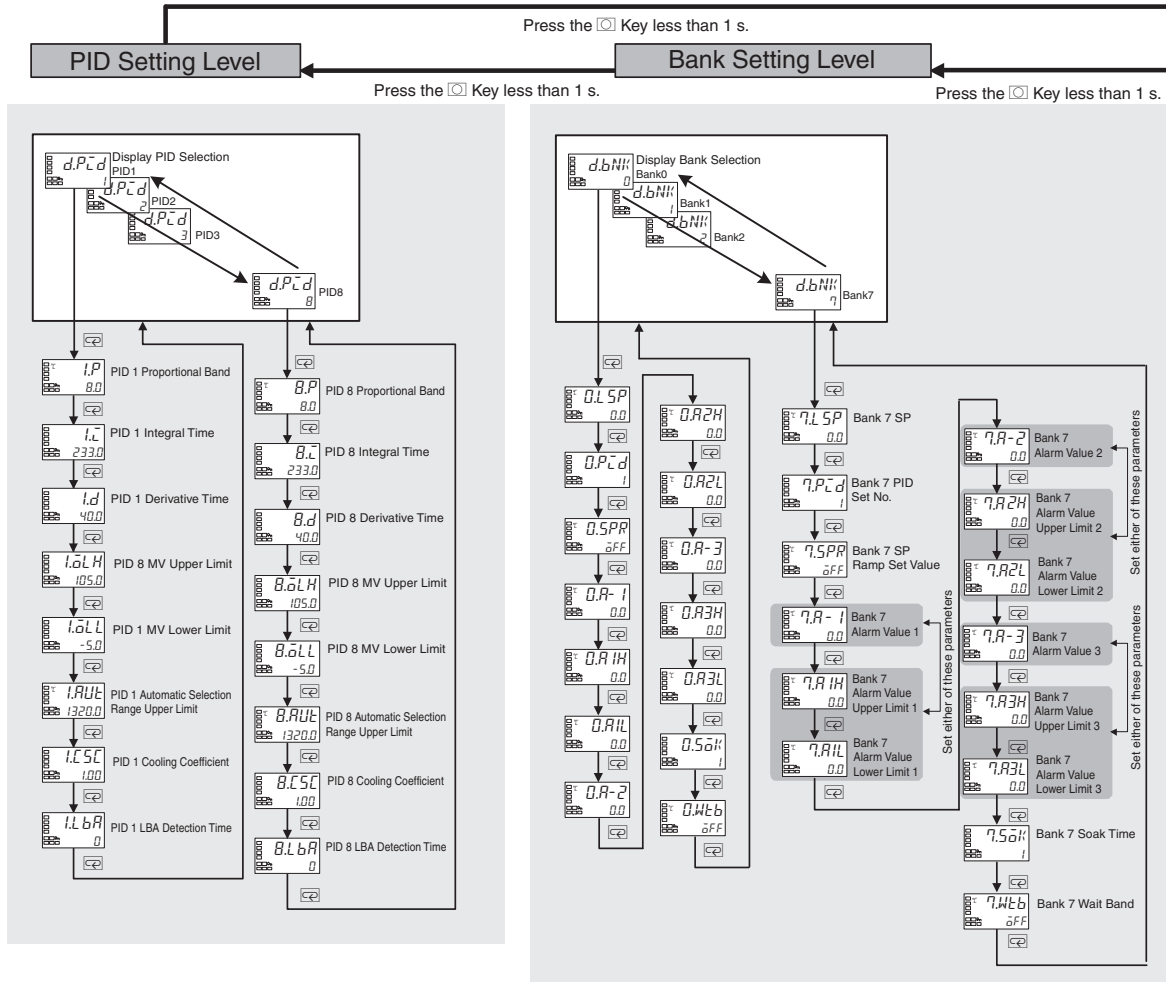 Press the Key less than 1 s.
PID Setting Level
Bank Setting Level
Press the Key less than 1 s.
Press the Key less than 1 s.
d.PID
1
Display PID Selection
PID1
d.PID
2
PID2
d.PID
3
PID3
d.PID
8
PID8
1.P
8.0
PID 1 Proportional Band
1.I
233.0
PID 1 Integral Time
1.d
40.0
PID 1 Derivative Time
1.oLH
105.0
PID 8 MV Upper Limit
1.oLL
-5.0
PID 1 MV Lower Limit
1.AUt
1320.0
PID 1 Automatic Selection
Range Upper Limit
1.CSC
1.00
PID 1 Cooling Coefficient
1.LbA
0
PID 1 LBA Detection Time
8.P
8.0
PID 8 Proportional Band
8.I
233.0
PID 8 Integral Time
8.d
40.0
PID 8 Derivative Time
8.oLH
105.0
PID 8 MV Upper Limit
8.oLL
-5.0
PID 8 MV Lower Limit
8.AUt
1320.0
PID 8 Automatic Selection
Range Upper Limit
8.CSC
1.00
PID 8 Cooling Coefficient
8.LbA
0
PID 8 LBA Detection Time
d.bNK
0
Display Bank Selection
Bank0
d.bNK
1
Bank1
d.bNK
2
Bank2
d.bNK
7
Bank7
0.LSP
0.0
0.PID
1
0.SPR
oFF
0.A-1
0.0
0.A1H
0.0
0.A1L
0.0
0.A-2
0.0
0.A2H
0.0
0.A2L
0.0
0.A-3
0.0
0.A3H
0.0
0.A3L
0.0
0.SoK
1
0.Wtb
oFF
7.LSP
0.0
Bank 7 SP
7.PID
1
Bank 7 PID
Set No.
7.SPR
oFF
Bank 7 SP
Ramp Set Value
7.A-1
0.0
Bank 7
Alarm Value 1
7.A1H
0.0
Bank 7
Alarm Value
Upper Limit 1
7.A1L
0.0
Bank 7
Alarm Value
Lower Limit 1
Set either of these parameters
7.A-2
0.0
Bank 7
Alarm Value 2
7.A2H
0.0
Bank 7
Alarm Value
Upper Limit 2
7.A2L
0.0
Bank 7
Alarm Value
Lower Limit 2
Set either of these parameters
7.A-3
0.0
Bank 7
Alarm Value 3
7.A3H
0.0
Bank 7
Alarm Value
Upper Limit 3
7.A3L
0.0
Bank 7
Alarm Value
Lower Limit 3
Set either of these parameters
7.SoK
1
Bank 7 Soak Time
7.Wtb
oFF
Bank 7 Wait Band